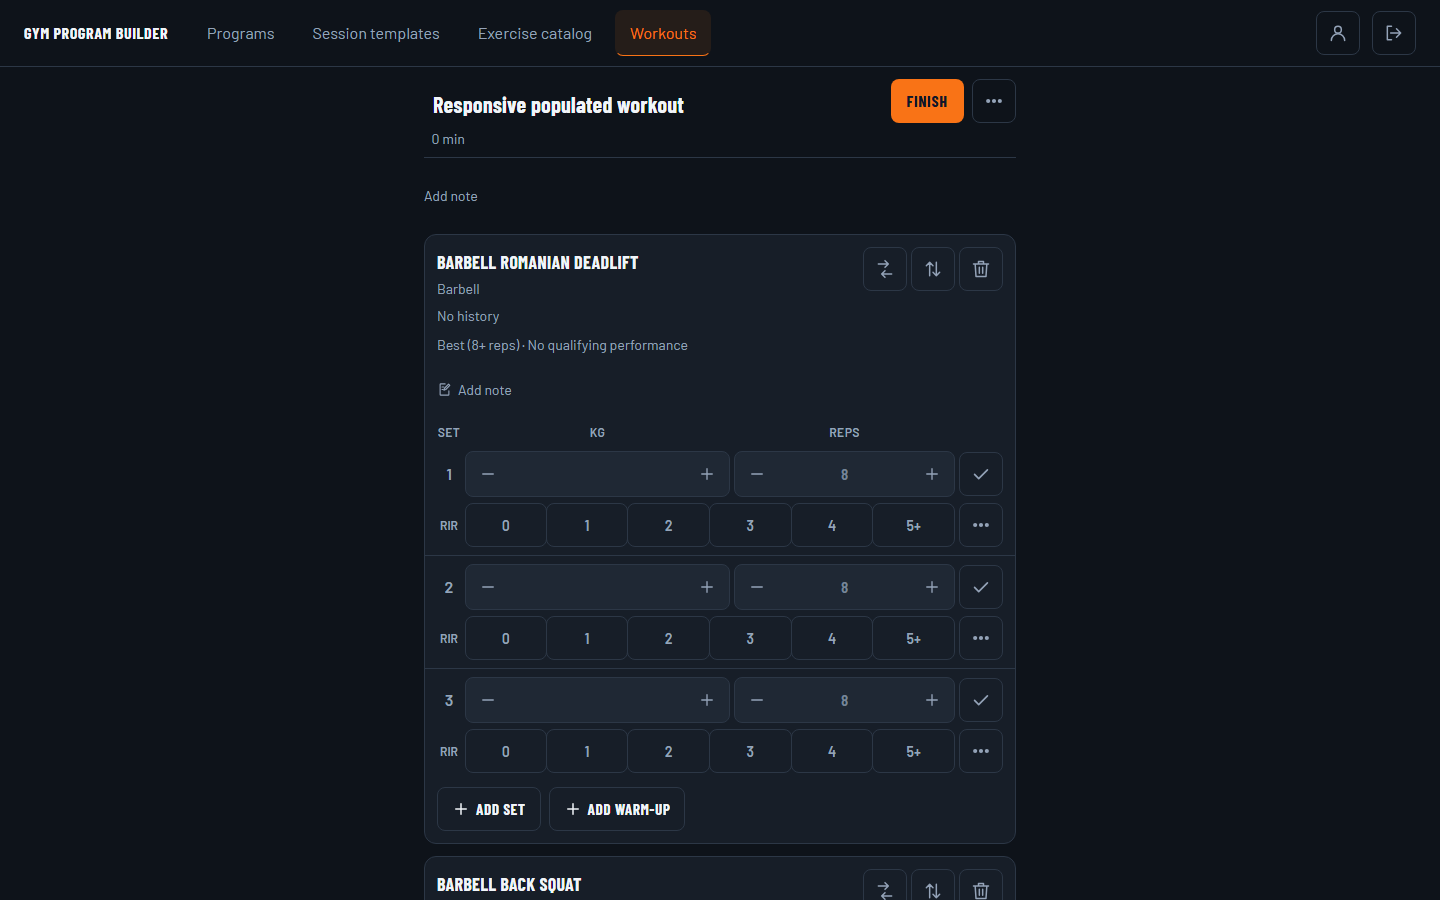 GYM PROGRAM BUILDER Programs Session templates Exercise catalog Workouts
Responsive populated workout FINISH
0 min
Add note
BARBELL ROMANIAN DEADLIFT
Barbell
No history
Best (8+ reps) · No qualifying performance
Add note
SET KG REPS
1 8
RIR 0 1 2 3 4 5+
2 8
RIR 0 1 2 3 4 5+
3 8
RIR 0 1 2 3 4 5+
ADD SET ADD WARM-UP
BARBELL BACK SQUAT